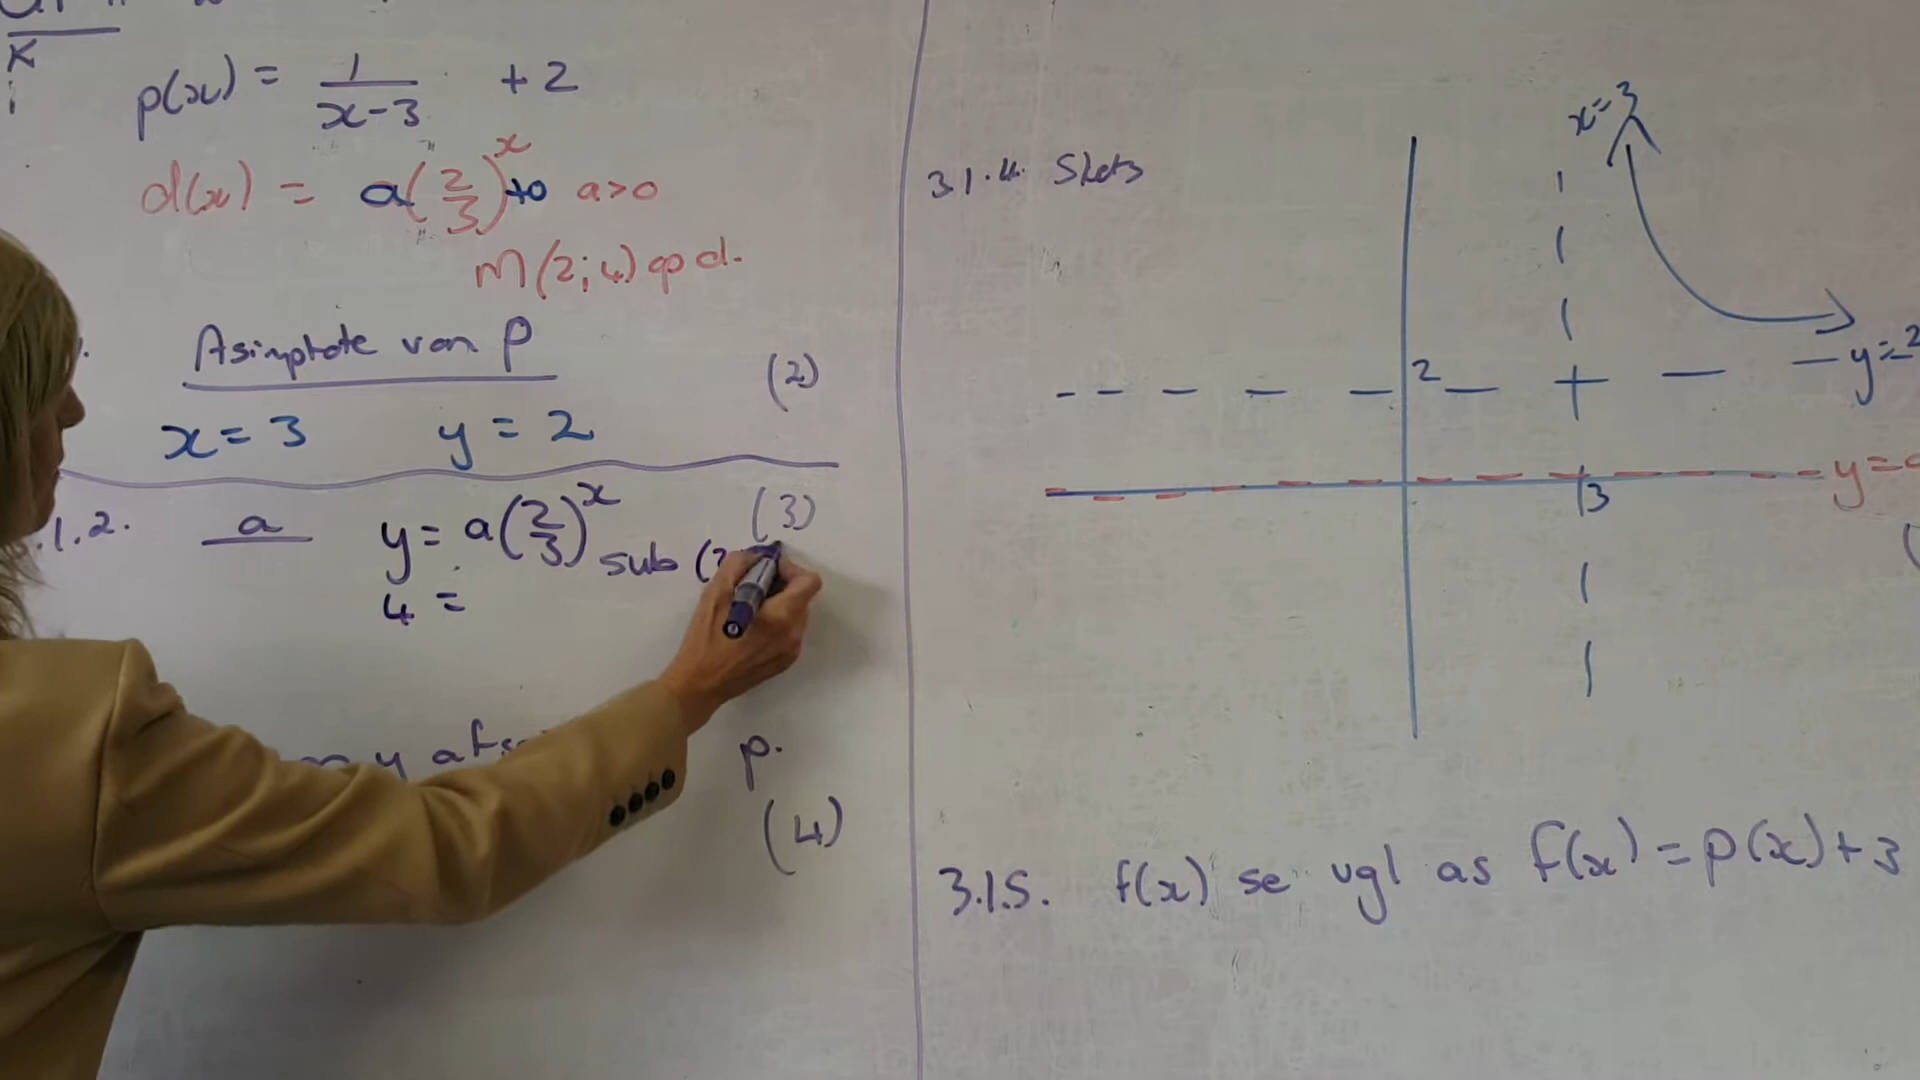 p(x) = 1/(x-3) + 2
d(x) = a(2/3)^x +0 a>0
M(2;4) op d.
Asimptote van p
(2)
x = 3 y = 2
.1.2. a y = a(2/3)^x (3)
sub (2
4 =
y afs
p.
(4)
3.1.4. Skets
x=3
2
y=2
y=
3
3.1.5. f(x) se vgl as f(x) = p(x)+3